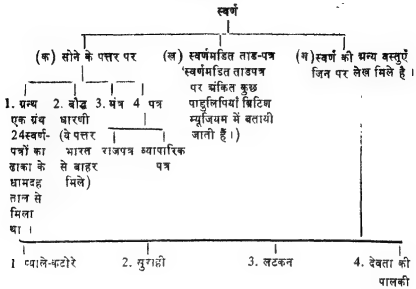 स्वर्ण
(क) सोने के पत्तर पर
(ख) स्वर्णमंडित ताड-पत्र
'स्वर्णमंडित ताडपत्र
पर अंकित कुछ
पाडुलिपियाँ ब्रिटिश
म्यूजियम में बतायी
जाती हैं।)
(ग) स्वर्ण की अन्य वस्तुएँ
जिन पर लेख मिले है।
1. ग्रन्थ 2. बौद्ध 3. मंत्र 4 पत्र
एक ग्रंथ धारणी
24स्वर्ण- (ये पत्तर
पत्रों का भारत राजपत्र व्यापारिक
ढाका के से बाहर पत्र
धामदह मिले)
ताल से
मिला
था।
1 प्याले-कटोरे 2. सुराही 3. लटकन 4. देवता की
पालकी